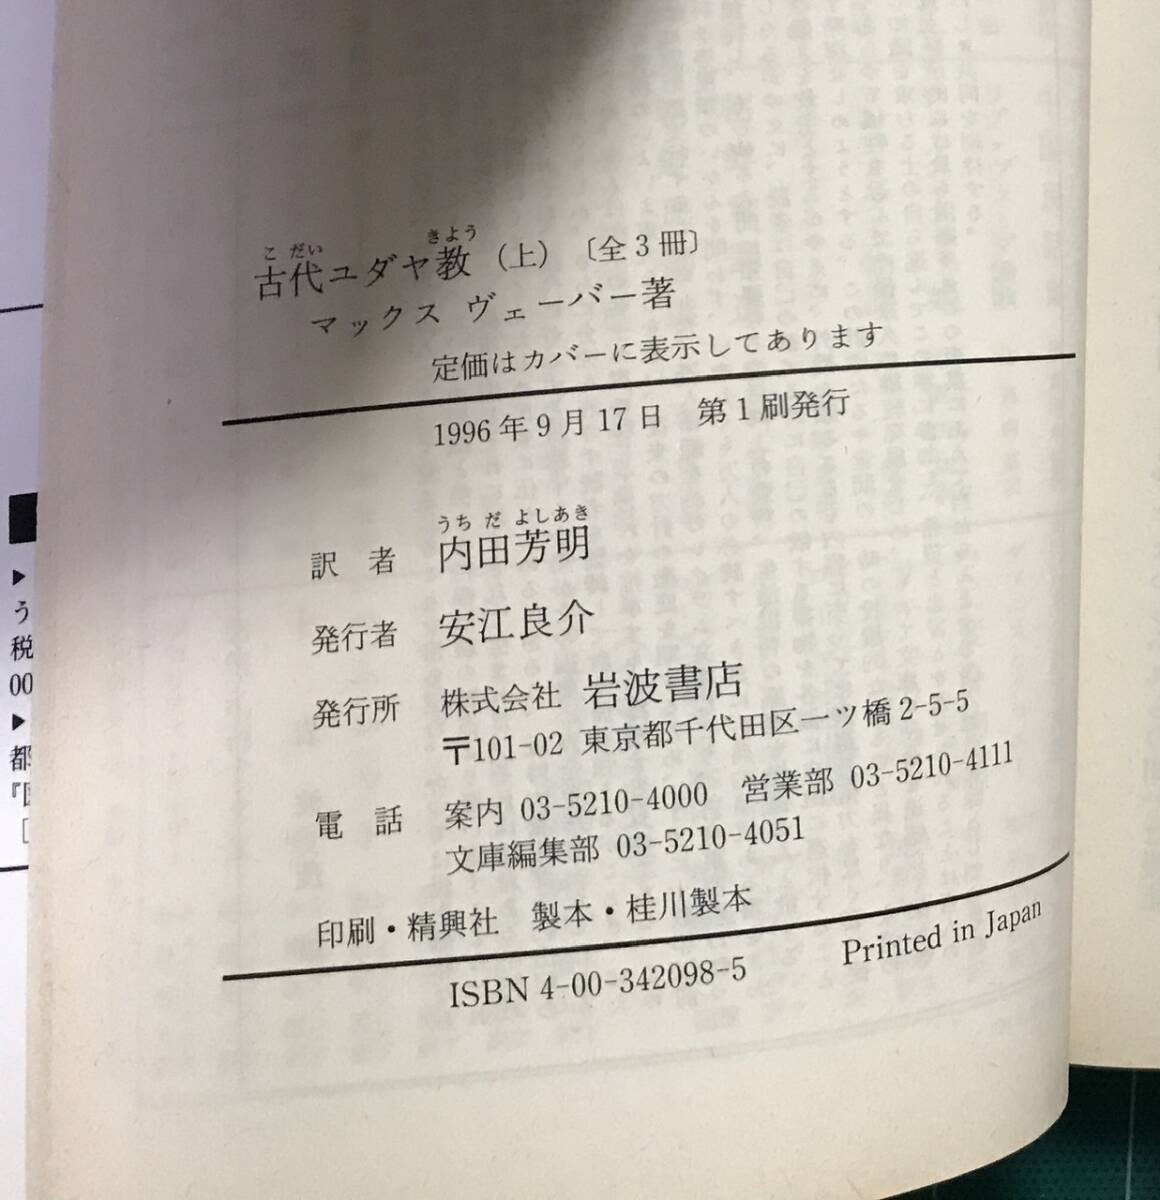 こ だい きよう
古代ユダヤ教（上）〔全3冊〕
マックス ヴェーバー著
定価はカバーに表示してあります
1996年9月17日 第1刷発行
うち だ よしあき
訳 者 内田芳明
発行者 安江良介
発行所 株式会社 岩波書店
〒101-02 東京都千代田区一ツ橋2-5-5
電 話 案内 03-5210-4000 営業部 03-5210-4111
文庫編集部 03-5210-4051
印刷・精興社 製本・桂川製本
ISBN 4-00-342098-5 Printed in Japan
▶
う
税
00
▶
都